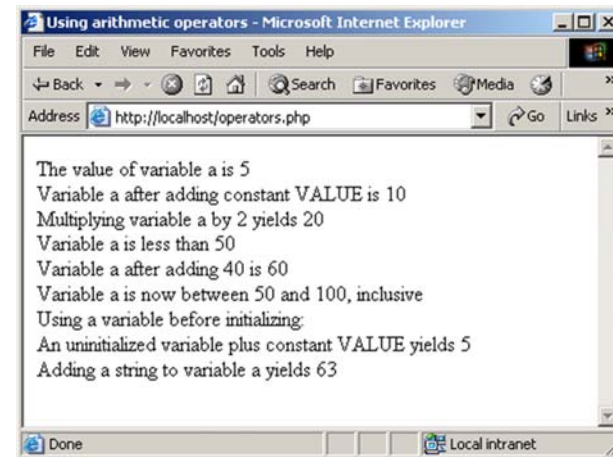 Using arithmetic operators - Microsoft Internet Explorer
File Edit View Favorites Tools Help
Back Search Favorites Media »
Address http://localhost/operators.php Go Links »
The value of variable a is 5
Variable a after adding constant VALUE is 10
Multiplying variable a by 2 yields 20
Variable a is less than 50
Variable a after adding 40 is 60
Variable a is now between 50 and 100, inclusive
Using a variable before initializing:
An uninitialized variable plus constant VALUE yields 5
Adding a string to variable a yields 63
Done Local intranet